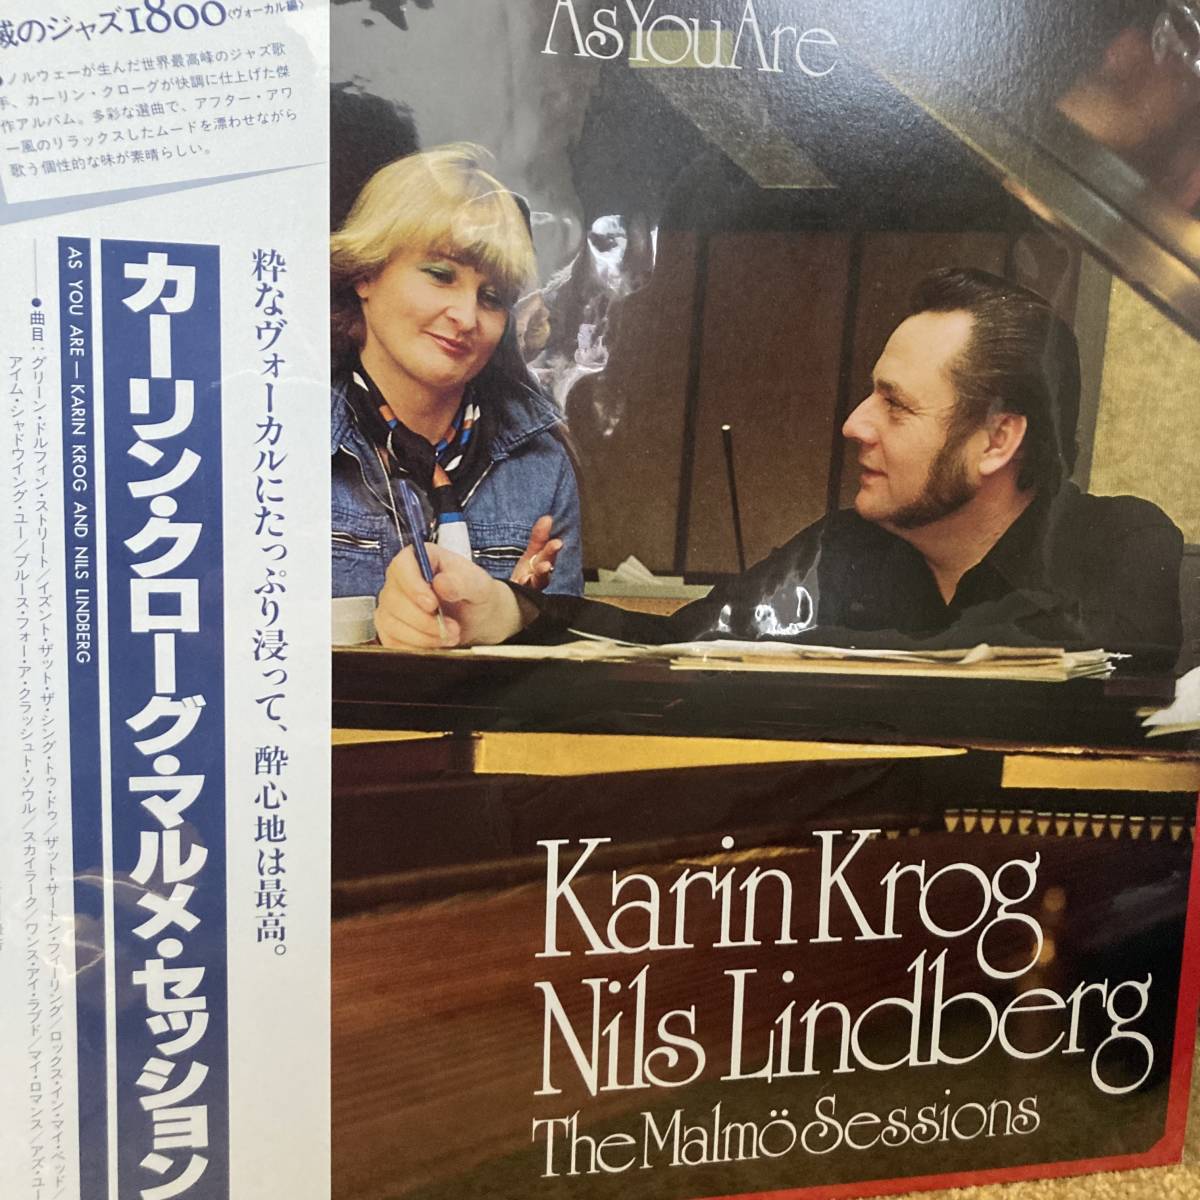 威のジャズ1800〈ヴォーカル編〉
●ノルウェーが生んだ世界最高峰のジャズ歌
手、カーリン・クローグが快調に仕上げた傑
作アルバム。多彩な選曲で、アフター・アワ
ー風のリラックスしたムードを漂わせながら
歌う個性的な味が素晴らしい。
粋なヴォーカルにたっぷり浸って、酔心地は最高。
カーリン・クローグ・マルメ・セッション
AS YOU ARE — KARIN KROG AND NILS LINDBERG
●曲目：グリーン・ドルフィン・ストリート/イズント・ザット・ザ・シング・トゥ・ドゥ/ザット・サートン・フィーリング/ロックス・イン・マイ・ベッド/
アイム・シャドウイング・ユー/ブルース・フォー・ア・クラッシュト・ソウル/スカイラーク/ワンス・アイ・ラブド/マイ・ロマンス/アズ・ユー
As You Are
Karin Krog
Nils Lindberg
The Malmö Sessions